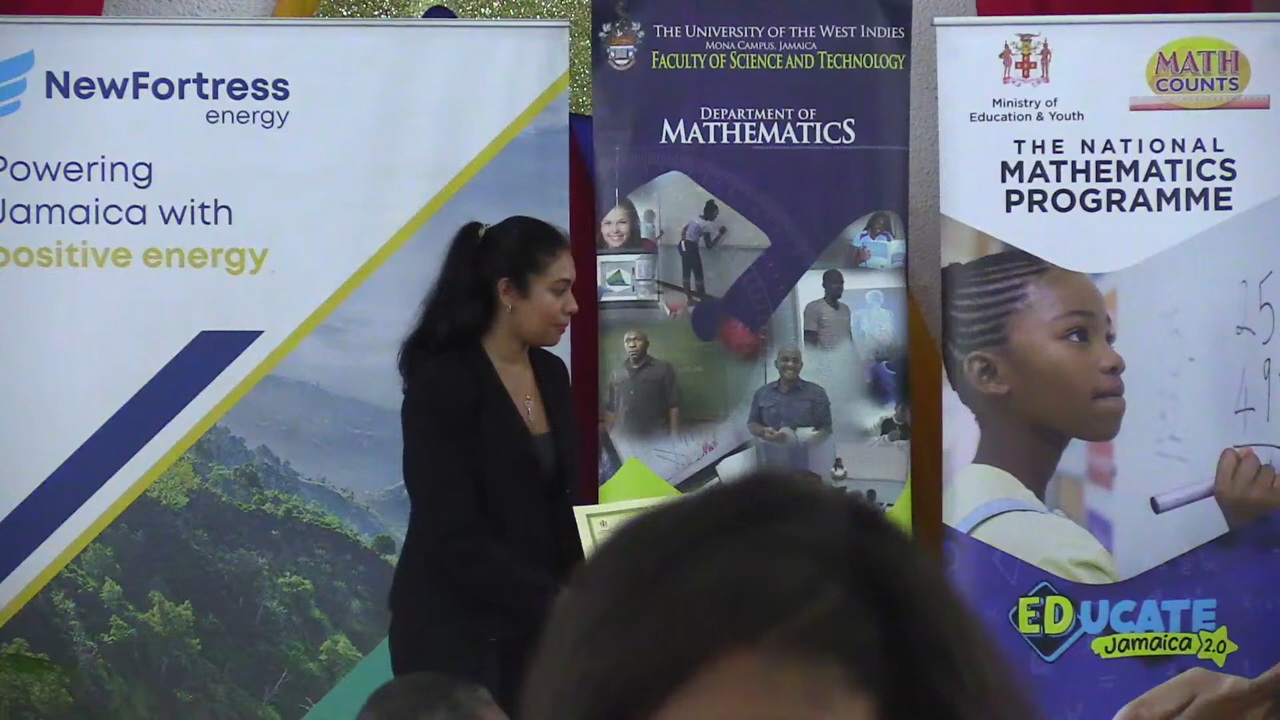 NewFortress
energy
Powering
Jamaica with
positive energy
THE UNIVERSITY OF THE WEST INDIES
MONA CAMPUS, JAMAICA
FACULTY OF SCIENCE AND TECHNOLOGY
DEPARTMENT OF
MATHEMATICS
Ministry of
Education & Youth
MATH
COUNTS
THE NATIONAL
MATHEMATICS
PROGRAMME
25
49
EDUCATE
Jamaica 2.0